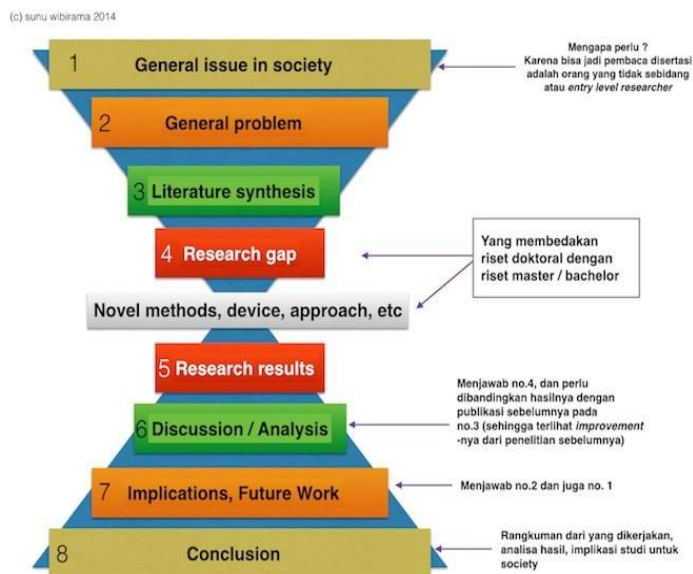 (c) sunu wibirama 2014
1 General issue in society
Mengapa perlu ?
Karena bisa jadi pembaca disertasi
adalah orang yang tidak sebidang
atau entry level researcher
2 General problem
3 Literature synthesis
4 Research gap
Yang membedakan
riset doktoral dengan
riset master / bachelor
Novel methods, device, approach, etc
5 Research results
6 Discussion / Analysis
Menjawab no.4, dan perlu
dibandingkan hasilnya dengan
publikasi sebelumnya pada
no.3 (sehingga terlihat improvement
-nya dari penelitian sebelumnya)
7 Implications, Future Work
Menjawab no.2 dan juga no. 1
8 Conclusion
Rangkuman dari yang dikerjakan,
analisa hasil, implikasi studi untuk
society